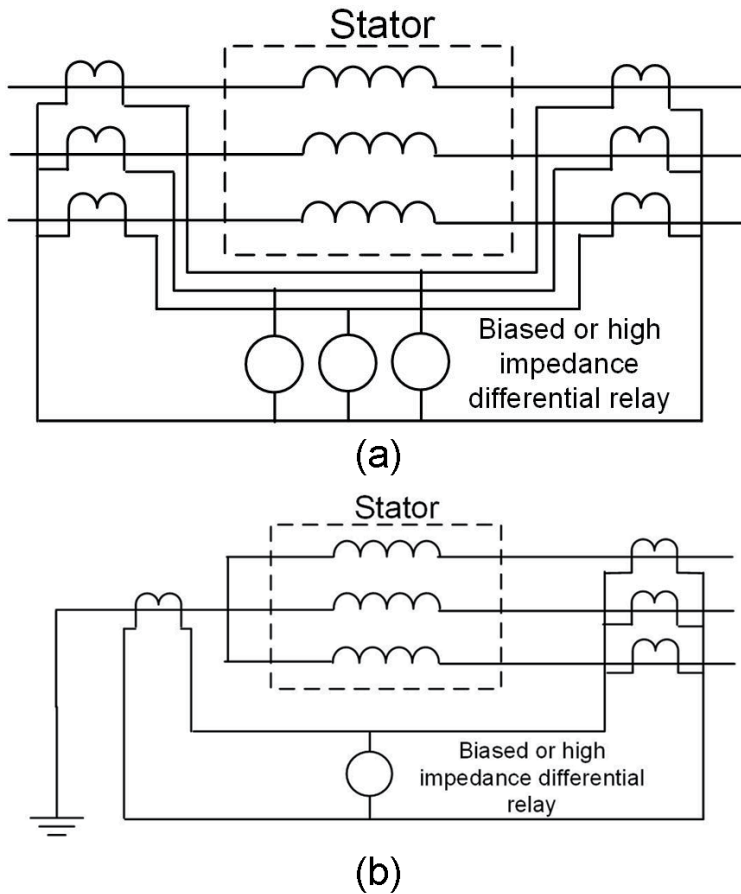 Stator
Biased or high
impedance
differential relay
(a)
Stator
Biased or high
impedance differential
relay
(b)